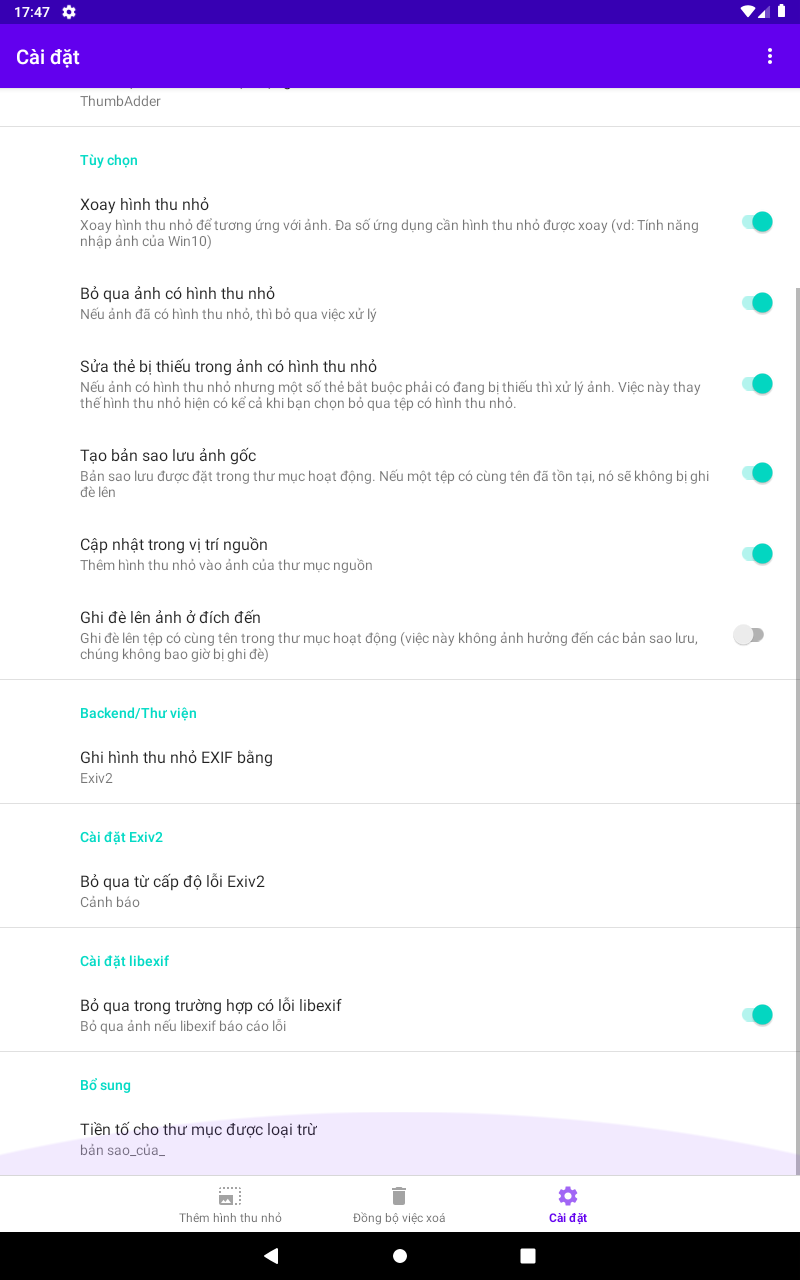 17:47
Cài đặt
ThumbAdder
Tùy chọn
Xoay hình thu nhỏ
Xoay hình thu nhỏ để tương ứng với ảnh. Đa số ứng dụng cần hình thu nhỏ được xoay (vd: Tính năng
nhập ảnh của Win10)
Bỏ qua ảnh có hình thu nhỏ
Nếu ảnh đã có hình thu nhỏ, thì bỏ qua việc xử lý
Sửa thẻ bị thiếu trong ảnh có hình thu nhỏ
Nếu ảnh có hình thu nhỏ nhưng một số thẻ bắt buộc phải có đang bị thiếu thì xử lý ảnh. Việc này thay
thế hình thu nhỏ hiện có kể cả khi bạn chọn bỏ qua tệp có hình thu nhỏ.
Tạo bản sao lưu ảnh gốc
Bản sao lưu được đặt trong thư mục hoạt động. Nếu một tệp có cùng tên đã tồn tại, nó sẽ không bị ghi
đè lên
Cập nhật trong vị trí nguồn
Thêm hình thu nhỏ vào ảnh của thư mục nguồn
Ghi đè lên ảnh ở đích đến
Ghi đè lên tệp có cùng tên trong thư mục hoạt động (việc này không ảnh hưởng đến các bản sao lưu,
chúng không bao giờ bị ghi đè)
Backend/Thư viện
Ghi hình thu nhỏ EXIF bằng
Exiv2
Cài đặt Exiv2
Bỏ qua từ cấp độ lỗi Exiv2
Cảnh báo
Cài đặt libexif
Bỏ qua trong trường hợp có lỗi libexif
Bỏ qua ảnh nếu libexif báo cáo lỗi
Bổ sung
Tiền tố cho thư mục được loại trừ
bản sao_của_
Thêm hình thu nhỏ
Đồng bộ việc xoá
Cài đặt